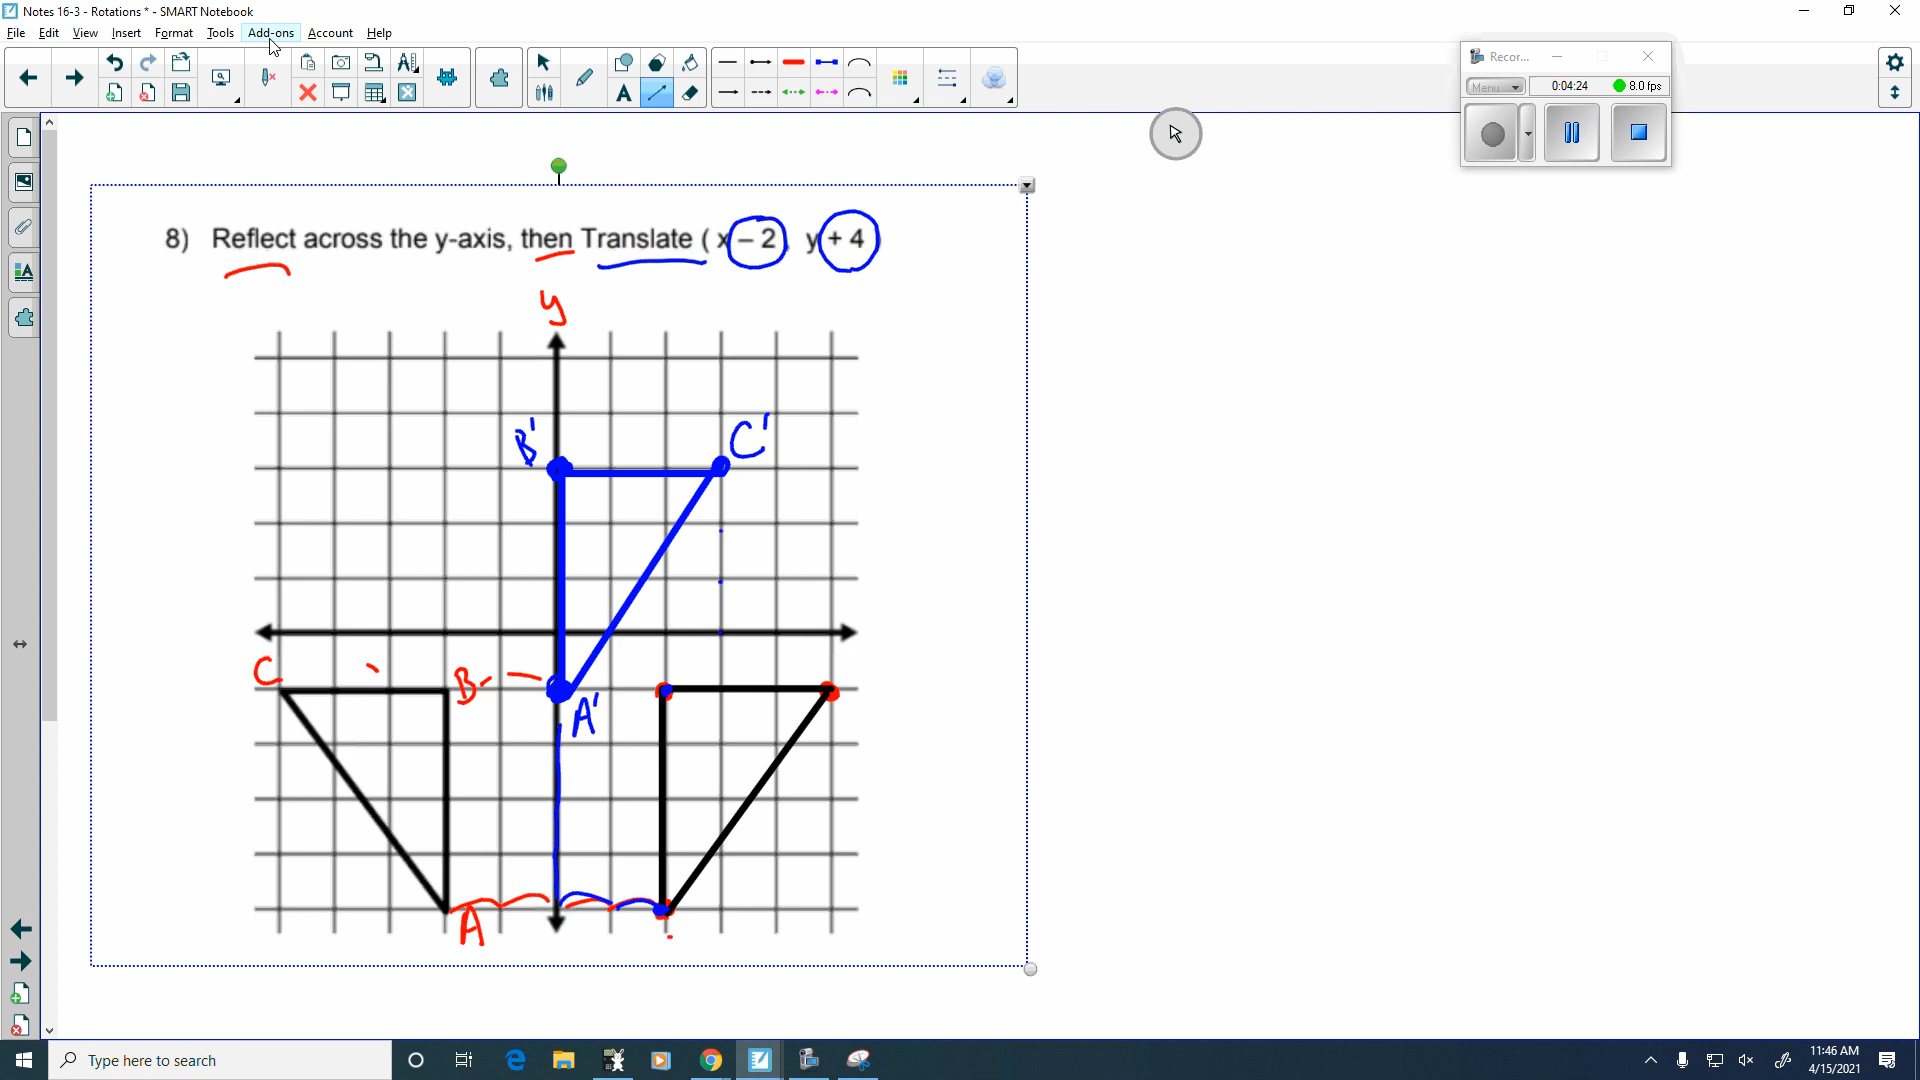 Notes 16-3 - Rotations * - SMART Notebook
File Edit View Insert Format Tools Add-ons Account Help
Recor...
Menu 0:04:24 8.0 fps
8) Reflect across the y-axis, then Translate ( x – 2 y + 4
y
B' C'
C B
A'
A
Type here to search
11:46 AM
4/15/2021